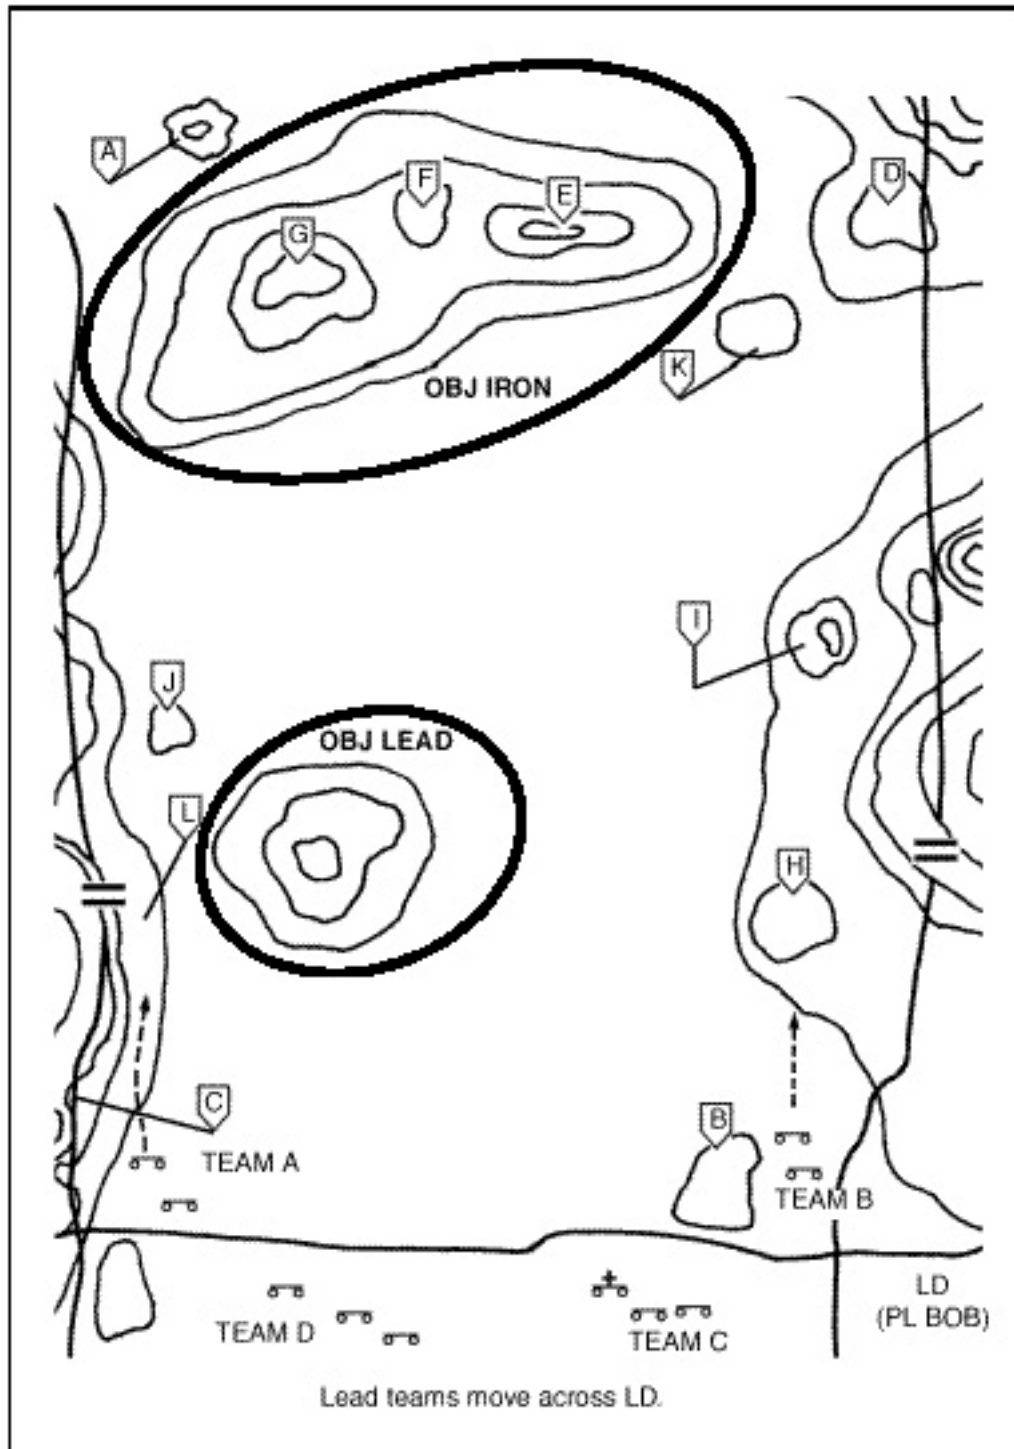 A
F
D
E
G
K
OBJ IRON
I
J
OBJ LEAD
L
H
C
B
TEAM A
TEAM B
LD
(PL BOB)
TEAM D
TEAM C
Lead teams move across LD.